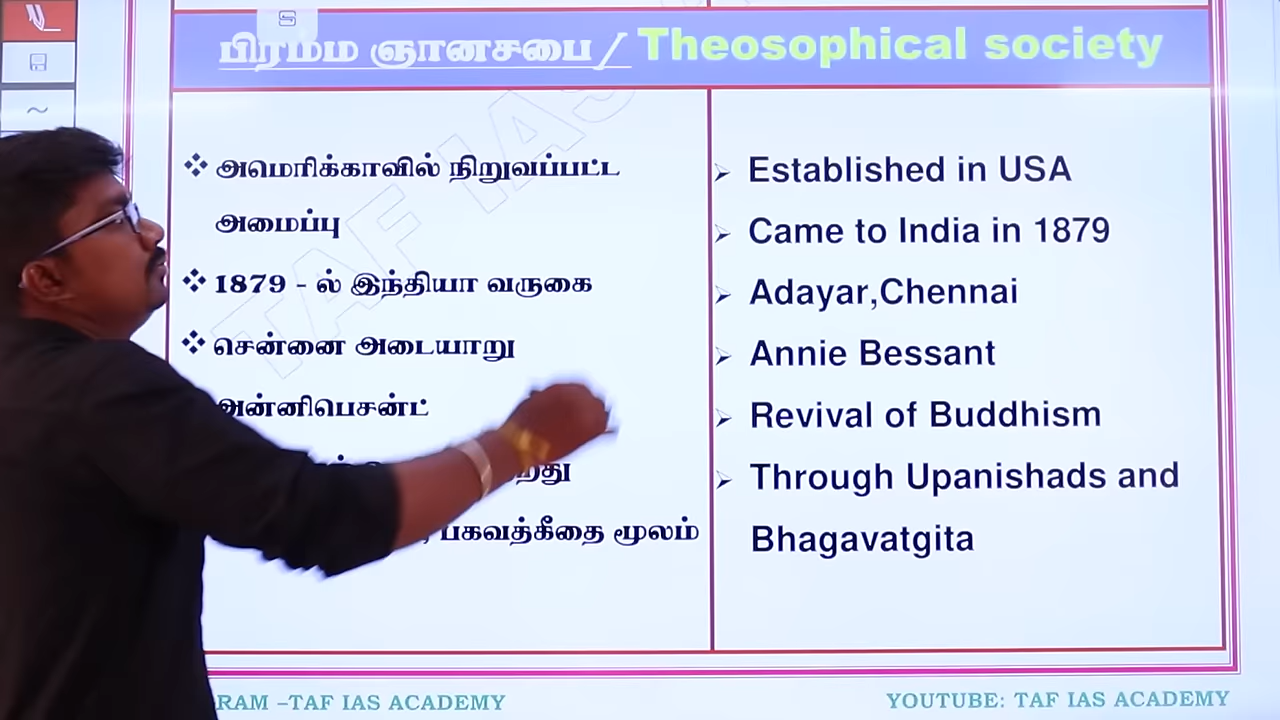 பிரம்ம ஞானசபை / Theosophical society
அமெரிக்காவில் நிறுவப்பட்ட
அமைப்பு
1879 - ல் இந்தியா வருகை
சென்னை அடையாறு
அன்னிபெசன்ட்
பகவத்கீதை மூலம்
Established in USA
Came to India in 1879
Adayar,Chennai
Annie Bessant
Revival of Buddhism
Through Upanishads and
Bhagavatgita
TAF IAS
RAM –TAF IAS ACADEMY
YOUTUBE: TAF IAS ACADEMY